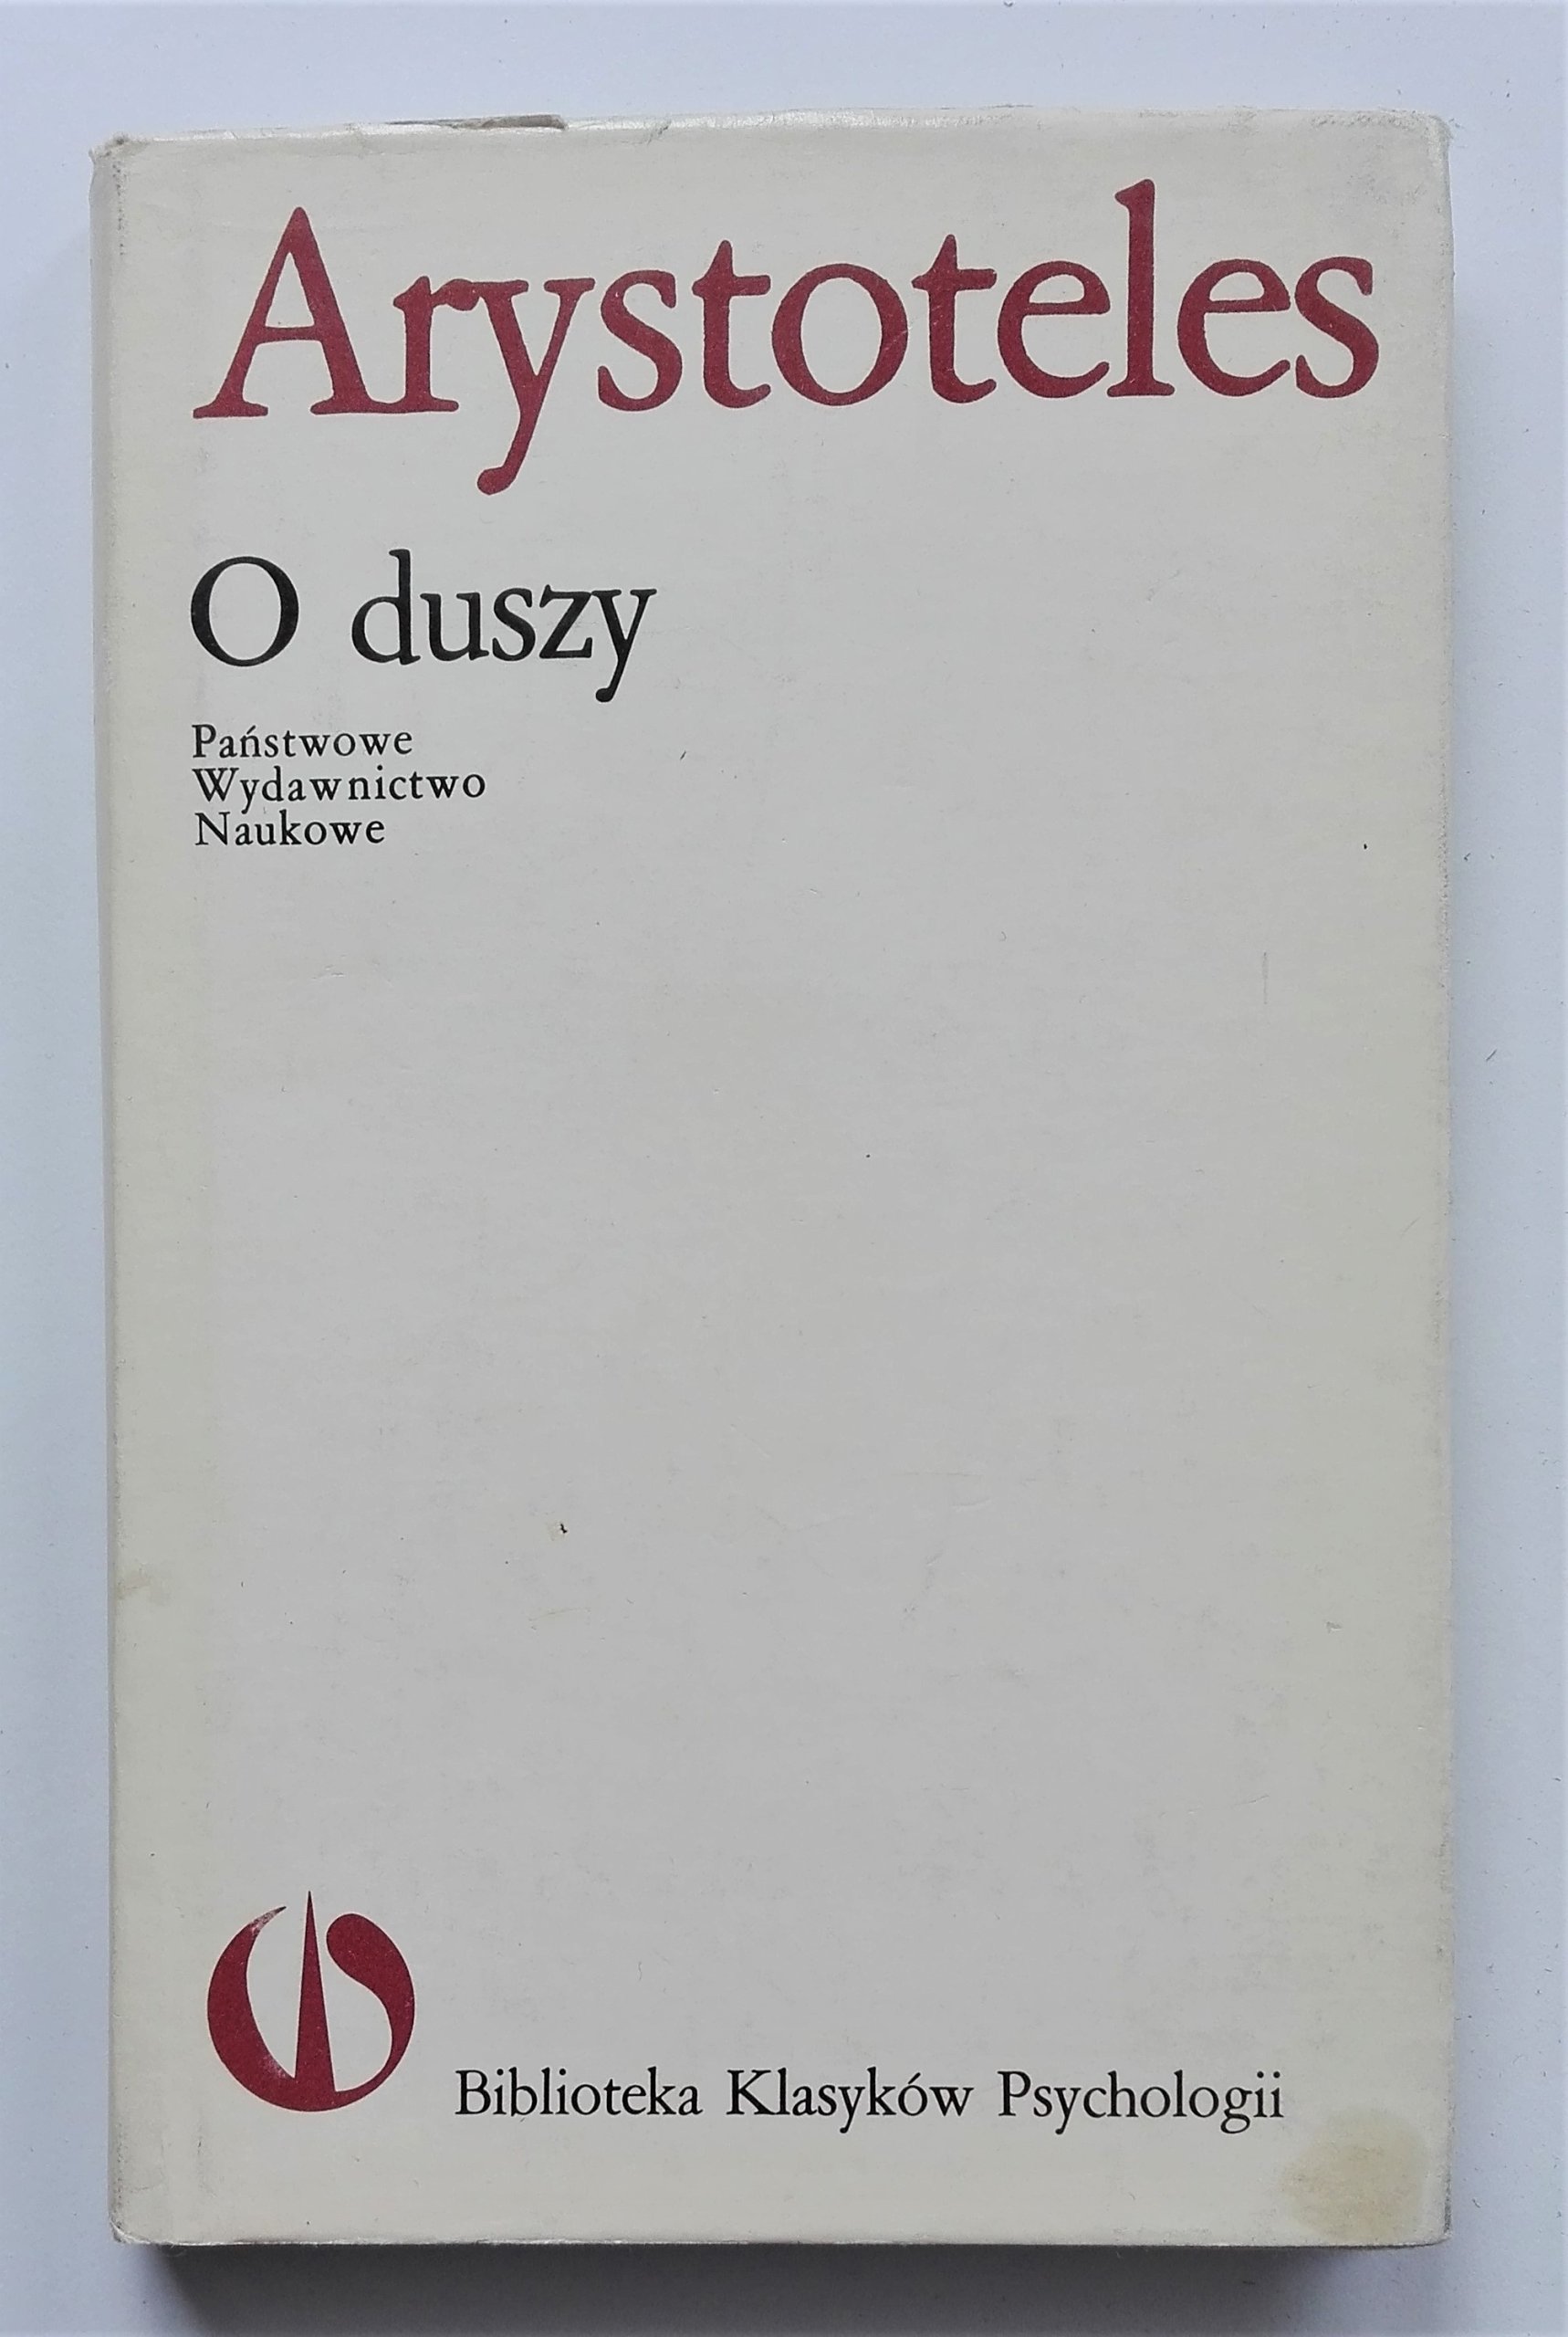 Arystoteles
O duszy
Państwowe
Wydawnictwo
Naukowe
Biblioteka Klasyków Psychologii